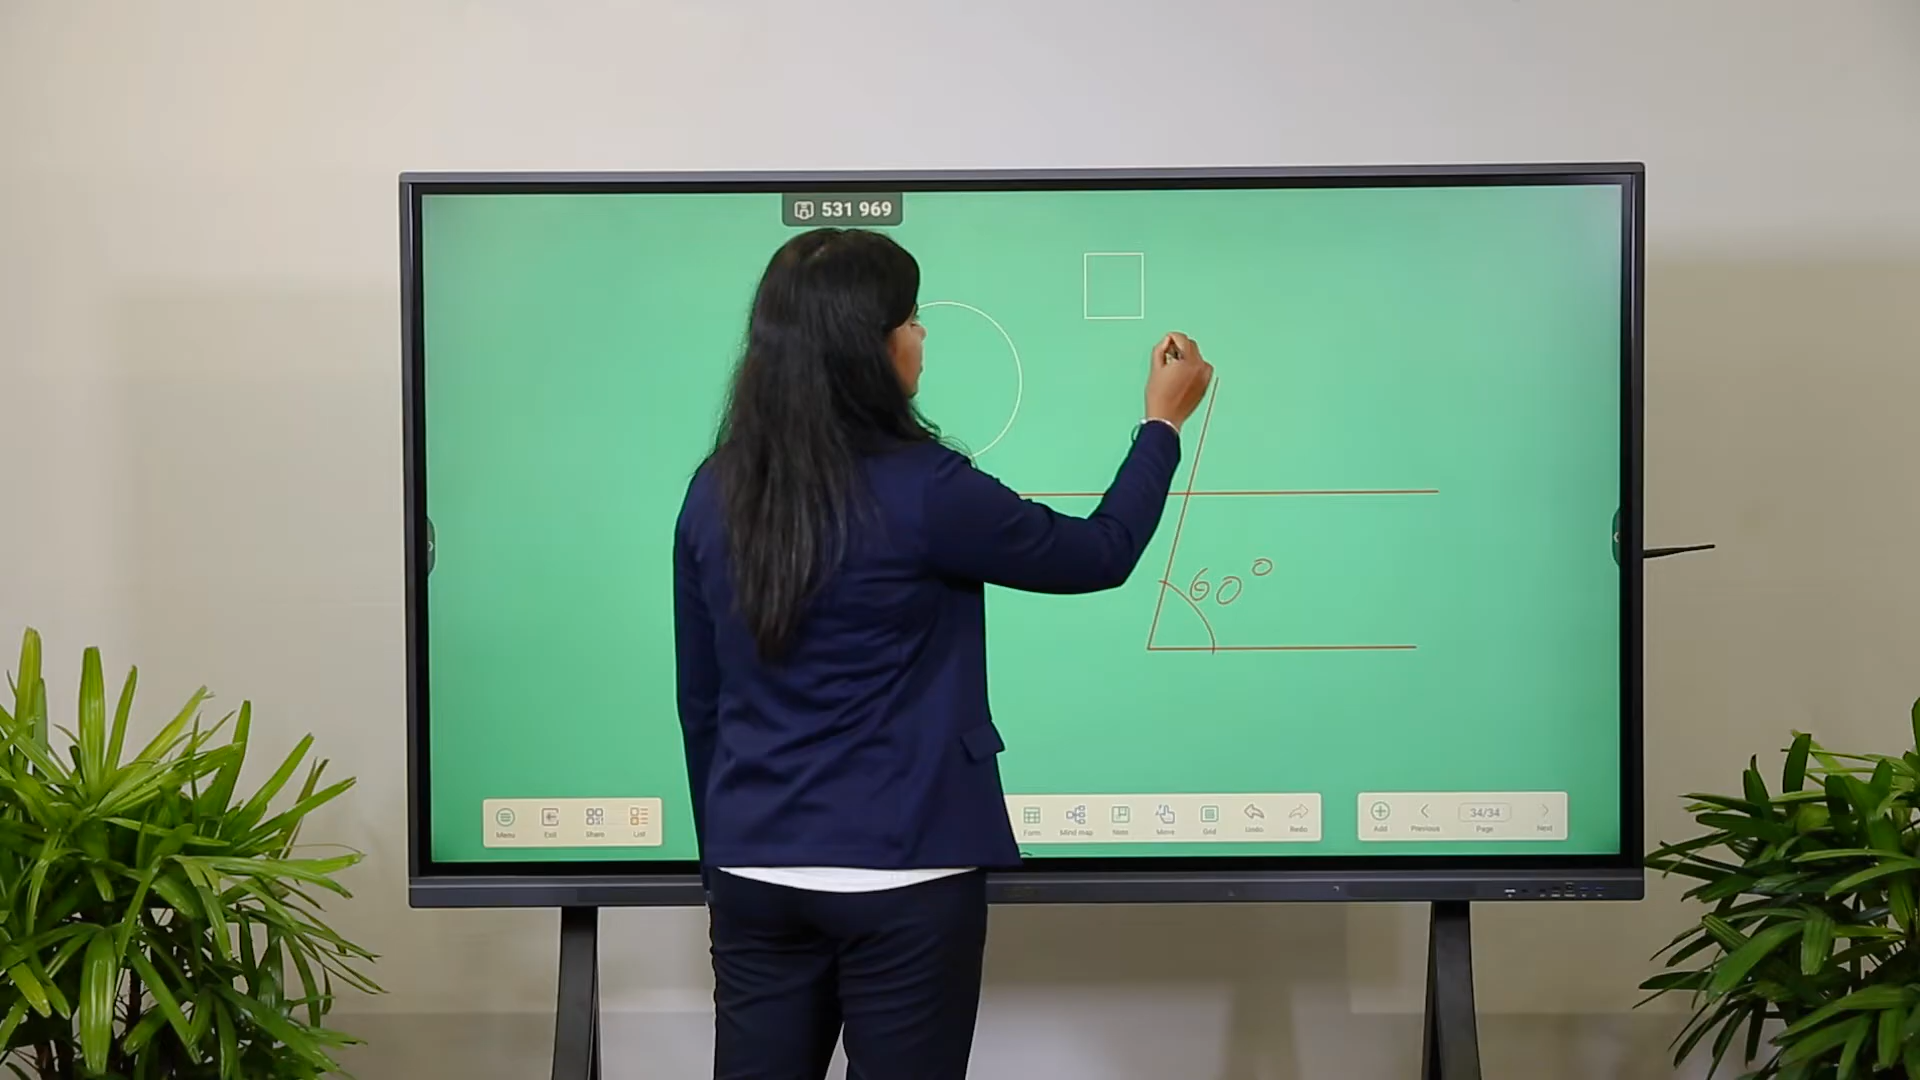 531 969
60°
Menu Exit Share List
Form Mind map Note Move Grid Undo Redo
Add Previous 34/34 Page Next